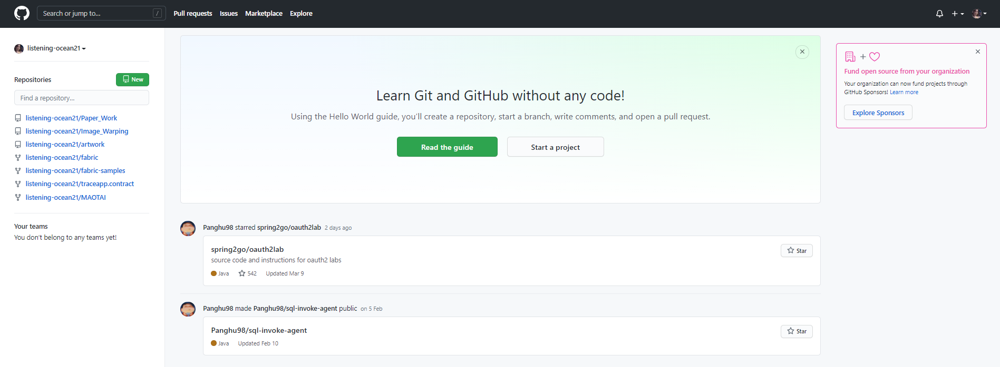 Search or jump to... /
Pull requests Issues Marketplace Explore
listening-ocean21
Repositories
New
Find a repository...
listening-ocean21/Paper_Work
listening-ocean21/Image_Warping
listening-ocean21/artwork
listening-ocean21/fabric
listening-ocean21/fabric-samples
listening-ocean21/traceapp.contract
listening-ocean21/MAOTAI
Your teams
You don’t belong to any teams yet!
Learn Git and GitHub without any code!
Using the Hello World guide, you’ll create a repository, start a branch, write comments, and open a pull request.
Read the guide
Start a project
Panghu98 starred spring2go/oauth2lab 2 days ago
spring2go/oauth2lab
Star
source code and instructions for oauth2 labs
Java 542 Updated Mar 9
Panghu98 made Panghu98/sql-invoke-agent public on 5 Feb
Panghu98/sql-invoke-agent
Star
Java Updated Feb 10
Fund open source from your organization
Your organization can now fund projects through
GitHub Sponsors! Learn more
Explore Sponsors